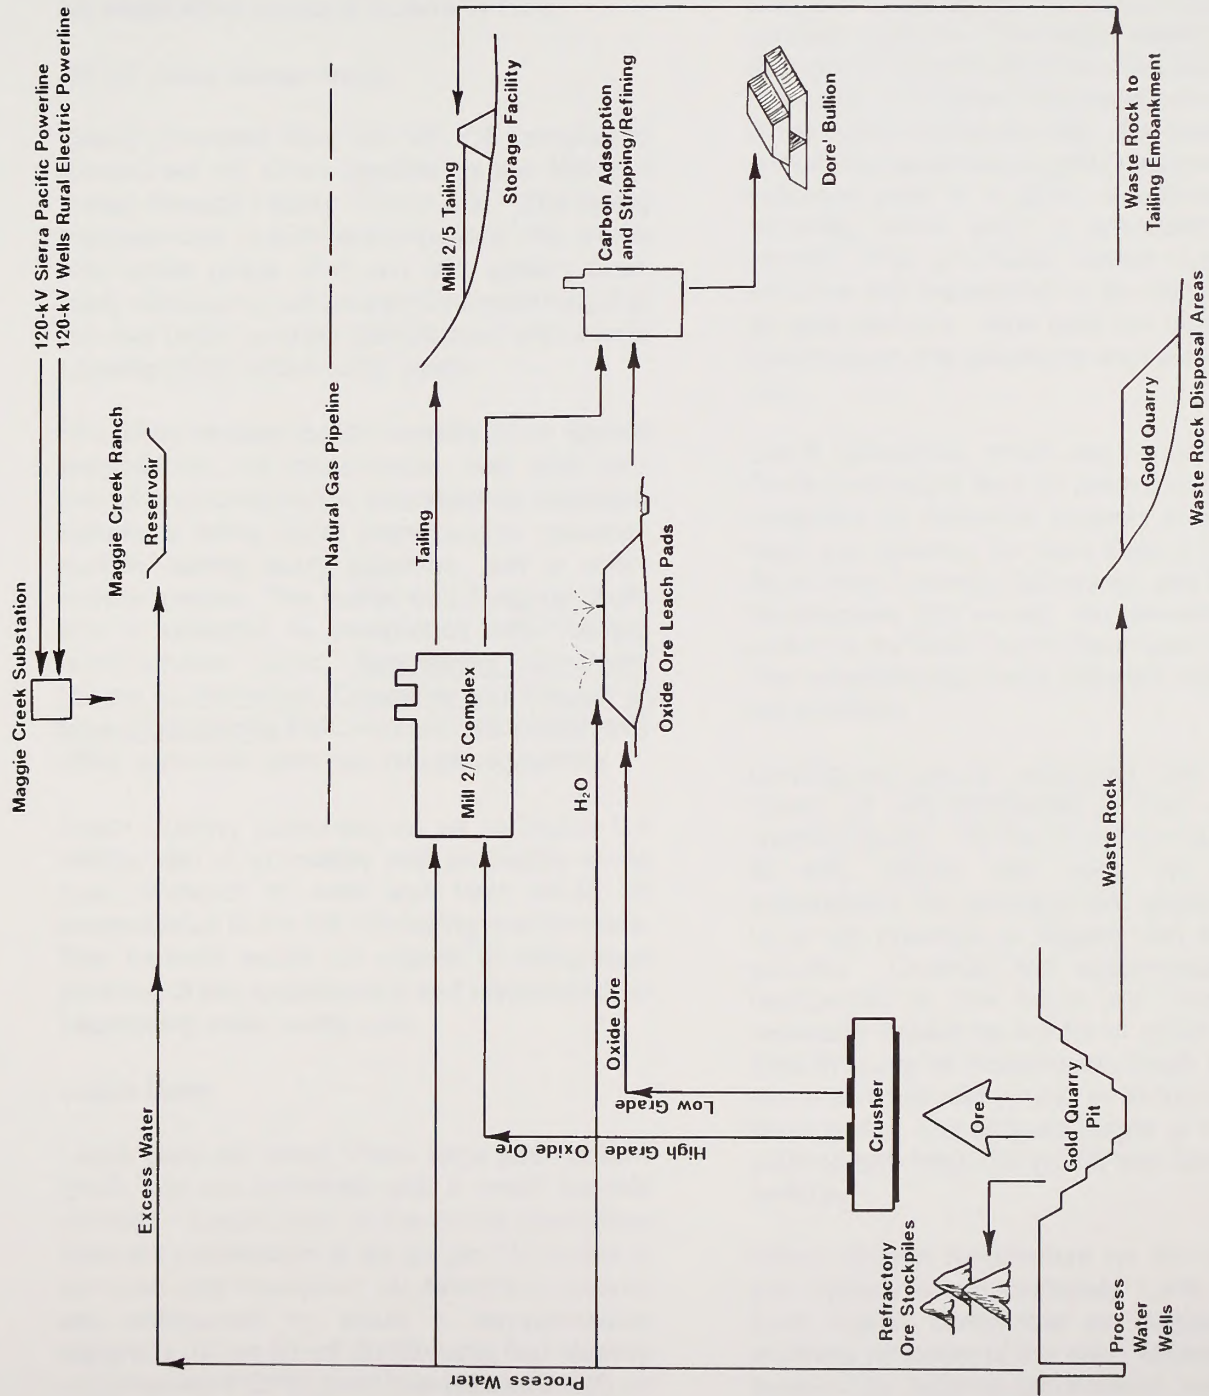 120-kV Sierra Pacific Powerline
120-kV Wells Rural Electric Powerline
Maggie Creek Substation
Maggie Creek Ranch
Reservoir
Excess Water
Natural Gas Pipeline
Tailing
Mill 2/5 Tailing
Storage Facility
Mill 2/5 Complex
Carbon Adsorption
and Stripping/Refining
Dore' Bullion
H₂O
Oxide Ore Leach Pads
Oxide Ore
Low Grade
High Grade Oxide Ore
Process Water
Crusher
Ore
Refractory
Ore Stockpiles
Gold Quarry
Pit
Process
Water
Wells
Waste Rock
Gold Quarry
Waste Rock Disposal Areas
Waste Rock to
Tailing Embankment